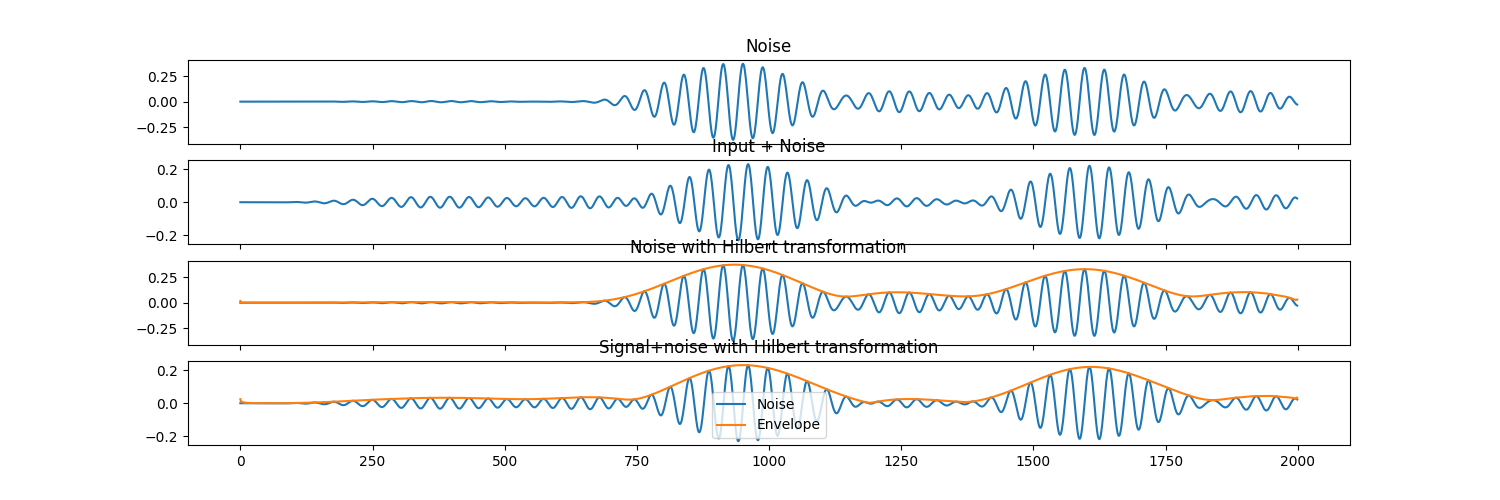 Noise
0.25
0.00
−0.25
Input + Noise
0.2
0.0
−0.2
Noise with Hilbert transformation
0.25
0.00
−0.25
Signal+noise with Hilbert transformation
0.2
0.0
−0.2
Noise
Envelope
0 250 500 750 1000 1250 1500 1750 2000